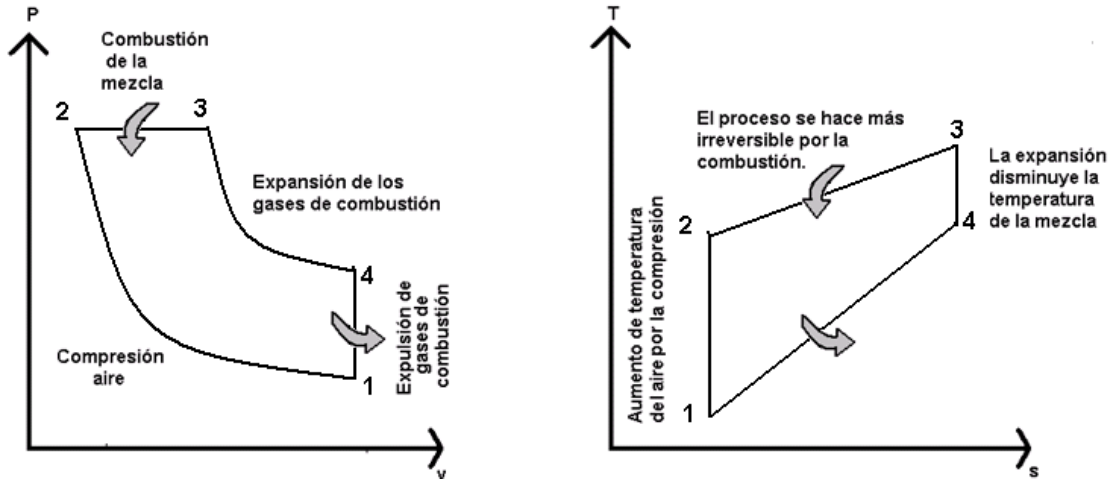 P
Combustión
de la
mezcla
2
3
Expansión de los
gases de combustión
4
Expulsión de
gases de
combustión
Compresión
aire
1
v
T
El proceso se hace más
irreversible por la
combustión.
3
La expansión
disminuye la
temperatura
de la mezcla
2
4
Aumento de temperatura
del aire por la compresión
1
s